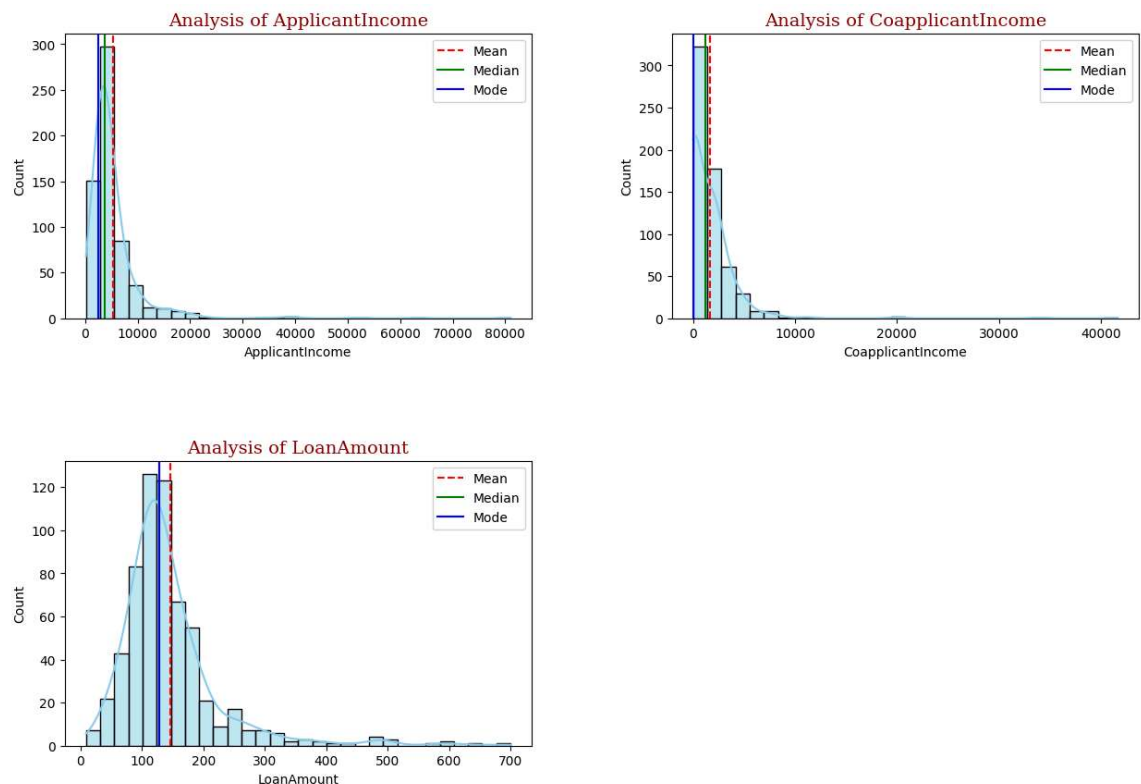 Analysis of ApplicantIncome
300
250
200
150
100
50
0
Count
Mean
Median
Mode
0 10000 20000 30000 40000 50000 60000 70000 80000
ApplicantIncome
Analysis of CoapplicantIncome
300
250
200
150
100
50
0
Count
Mean
Median
Mode
0 10000 20000 30000 40000
CoapplicantIncome
Analysis of LoanAmount
120
100
80
60
40
20
0
Count
Mean
Median
Mode
0 100 200 300 400 500 600 700
LoanAmount